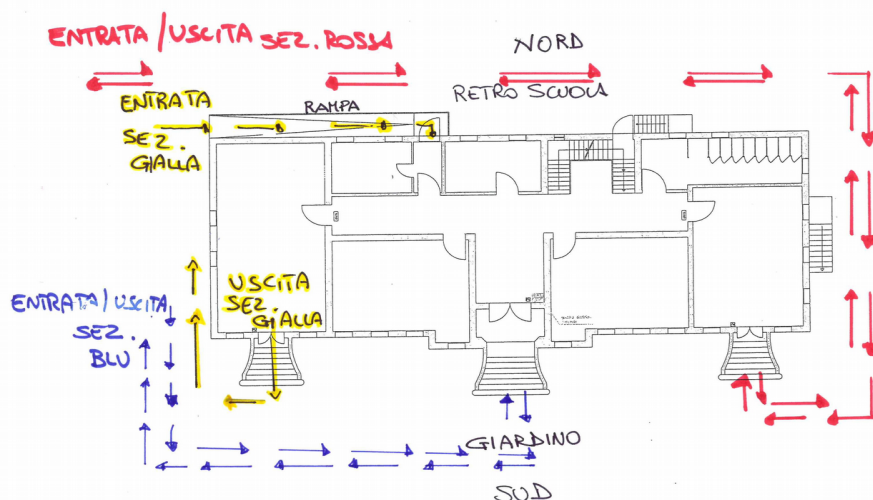 ENTRATA/USCITA SEZ. ROSSA
NORD
RETRO SCUOLA
ENTRATA
SEZ.
GIALLA
RAMPA
USCITA
SEZ.
GIALLA
ENTRATA/USCITA
SEZ.
BLU
GIARDINO
SUD